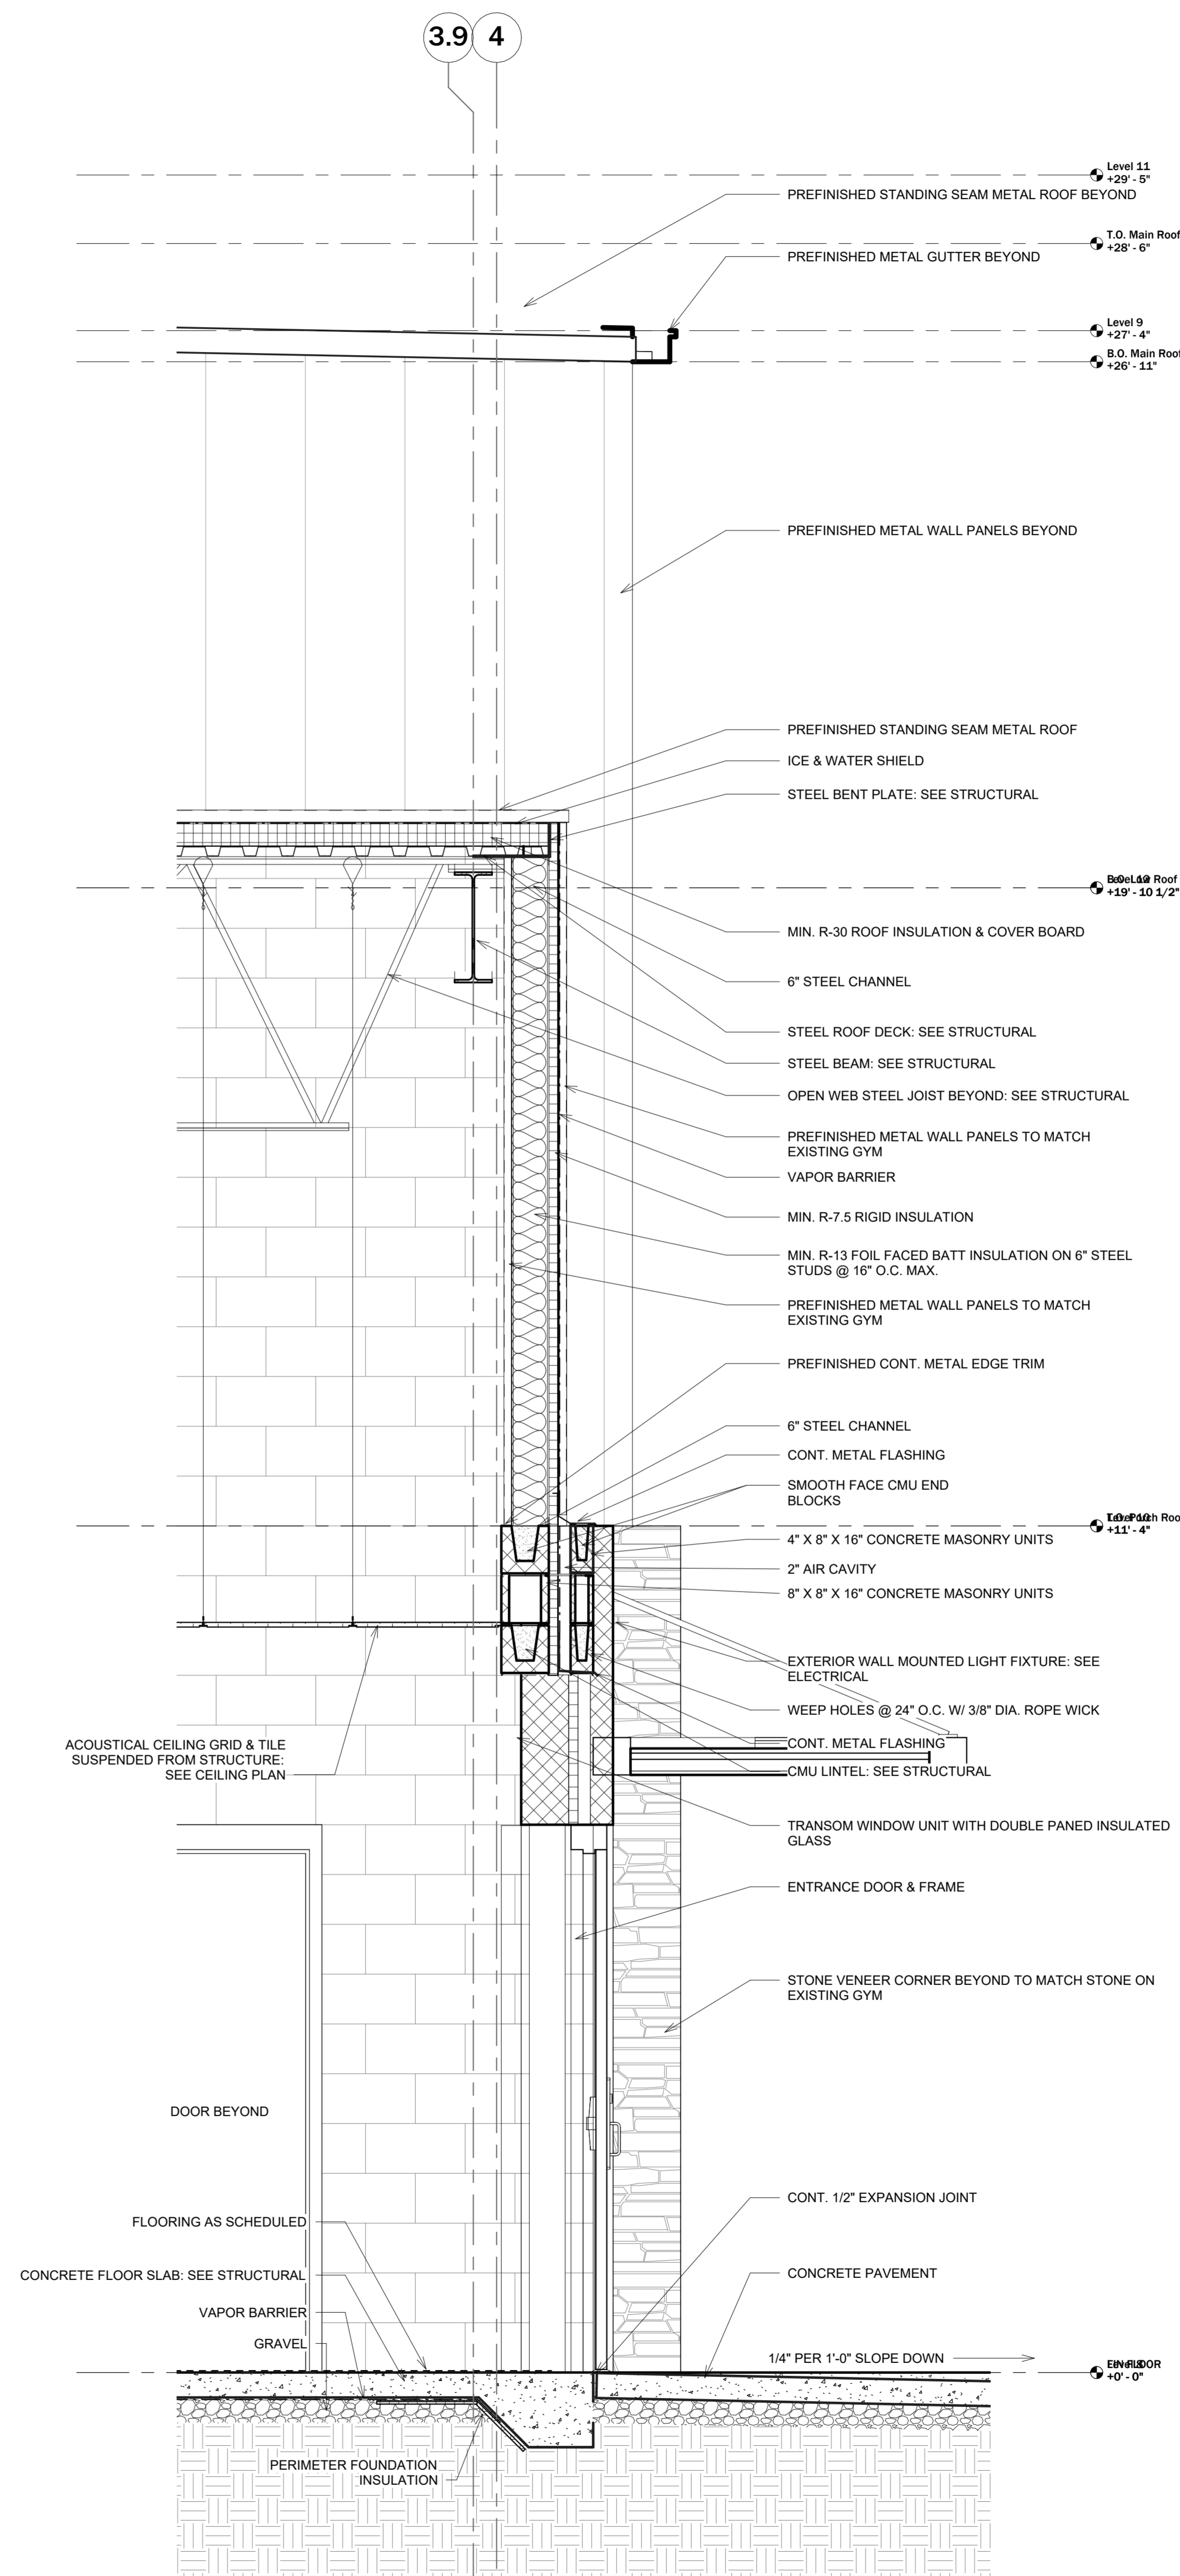 3.9
4
Level 11
+29' - 5"
PREFINISHED STANDING SEAM METAL ROOF BEYOND
T.O. Main Roof
+28' - 6"
PREFINISHED METAL GUTTER BEYOND
Level 9
+27' - 4"
B.O. Main Roof
+26' - 11"
PREFINISHED METAL WALL PANELS BEYOND
PREFINISHED STANDING SEAM METAL ROOF
ICE & WATER SHIELD
STEEL BENT PLATE: SEE STRUCTURAL
Roof
+19' - 10 1/2"
MIN. R-30 ROOF INSULATION & COVER BOARD
6" STEEL CHANNEL
STEEL ROOF DECK: SEE STRUCTURAL
STEEL BEAM: SEE STRUCTURAL
OPEN WEB STEEL JOIST BEYOND: SEE STRUCTURAL
PREFINISHED METAL WALL PANELS TO MATCH
EXISTING GYM
VAPOR BARRIER
MIN. R-7.5 RIGID INSULATION
MIN. R-13 FOIL FACED BATT INSULATION ON 6" STEEL
STUDS @ 16" O.C. MAX.
PREFINISHED METAL WALL PANELS TO MATCH
EXISTING GYM
PREFINISHED CONT. METAL EDGE TRIM
6" STEEL CHANNEL
CONT. METAL FLASHING
SMOOTH FACE CMU END
BLOCKS
+11' - 4"
4" X 8" X 16" CONCRETE MASONRY UNITS
2" AIR CAVITY
8" X 8" X 16" CONCRETE MASONRY UNITS
EXTERIOR WALL MOUNTED LIGHT FIXTURE: SEE
ELECTRICAL
WEEP HOLES @ 24" O.C. W/ 3/8" DIA. ROPE WICK
CONT. METAL FLASHING
CMU LINTEL: SEE STRUCTURAL
ACOUSTICAL CEILING GRID & TILE
SUSPENDED FROM STRUCTURE:
SEE CEILING PLAN
TRANSOM WINDOW UNIT WITH DOUBLE PANED INSULATED
GLASS
ENTRANCE DOOR & FRAME
STONE VENEER CORNER BEYOND TO MATCH STONE ON
EXISTING GYM
DOOR BEYOND
CONT. 1/2" EXPANSION JOINT
FLOORING AS SCHEDULED
CONCRETE FLOOR SLAB: SEE STRUCTURAL
CONCRETE PAVEMENT
VAPOR BARRIER
GRAVEL
1/4" PER 1'-0" SLOPE DOWN
+0' - 0"
PERIMETER FOUNDATION
INSULATION